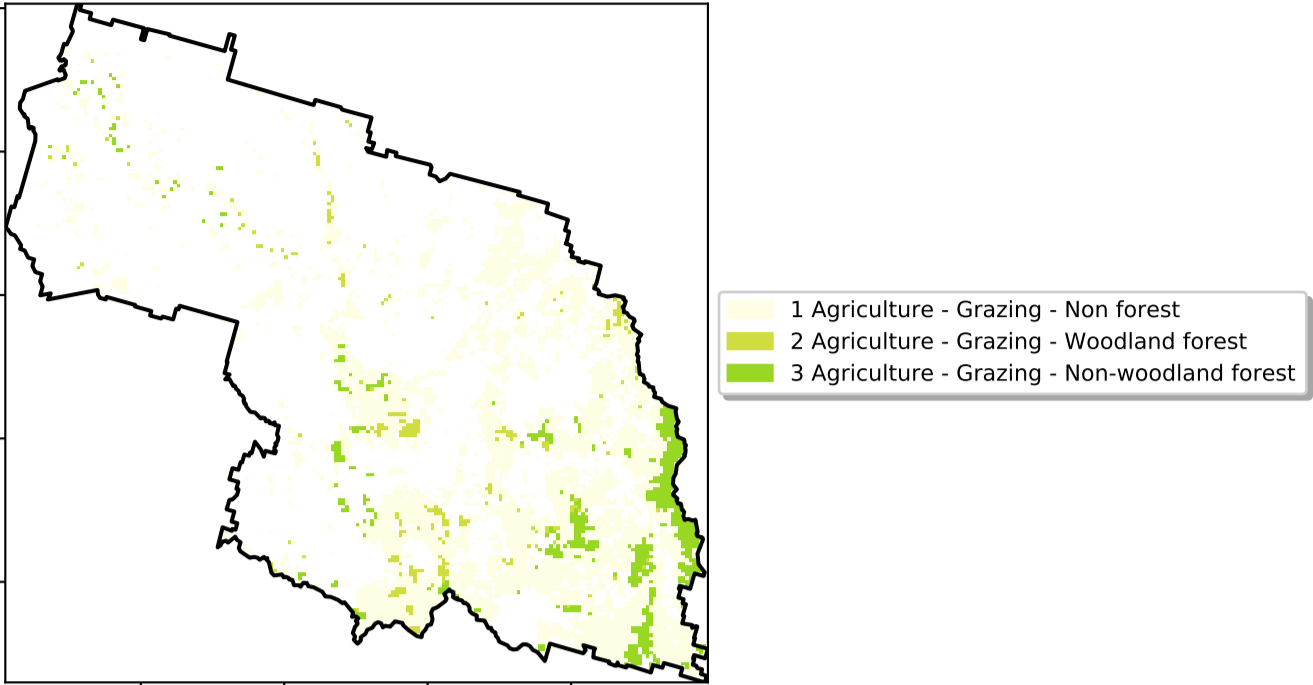 1 Agriculture - Grazing - Non forest
2 Agriculture - Grazing - Woodland forest
3 Agriculture - Grazing - Non-woodland forest